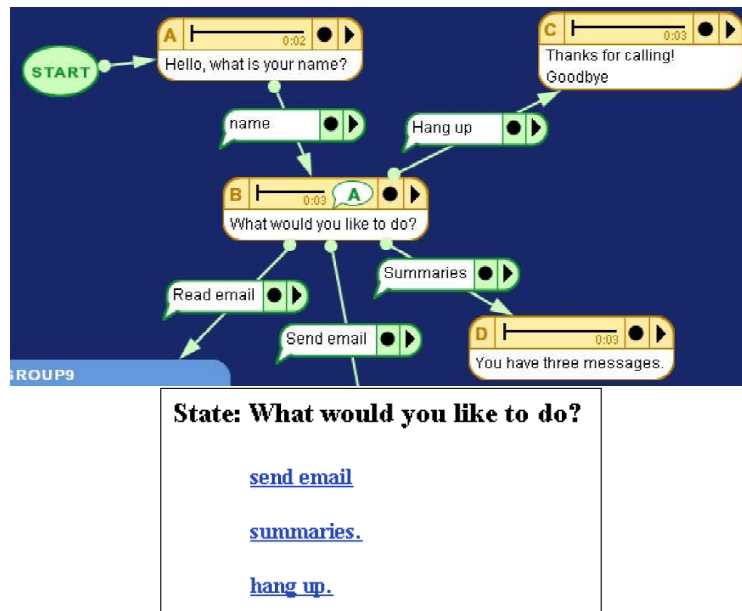 A
0:02
Hello, what is your name?
C
0:03
Thanks for calling!
Goodbye
START
name
Hang up
B
0:03
A
What would you like to do?
Read email
Send email
Summaries
D
0:03
You have three messages.
ROUP9
State: What would you like to do?
send email
summaries.
hang up.